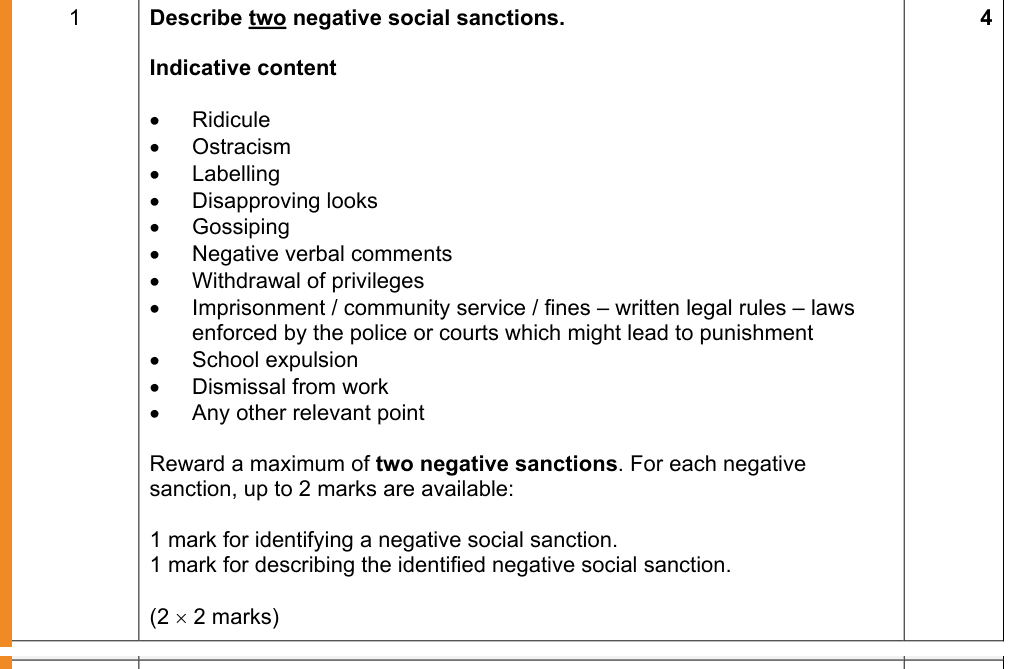 1 Describe two negative social sanctions. 4
Indicative content
• Ridicule
• Ostracism
• Labelling
• Disapproving looks
• Gossiping
• Negative verbal comments
• Withdrawal of privileges
• Imprisonment / community service / fines – written legal rules – laws
enforced by the police or courts which might lead to punishment
• School expulsion
• Dismissal from work
• Any other relevant point
Reward a maximum of two negative sanctions. For each negative
sanction, up to 2 marks are available:
1 mark for identifying a negative social sanction.
1 mark for describing the identified negative social sanction.
(2 × 2 marks)